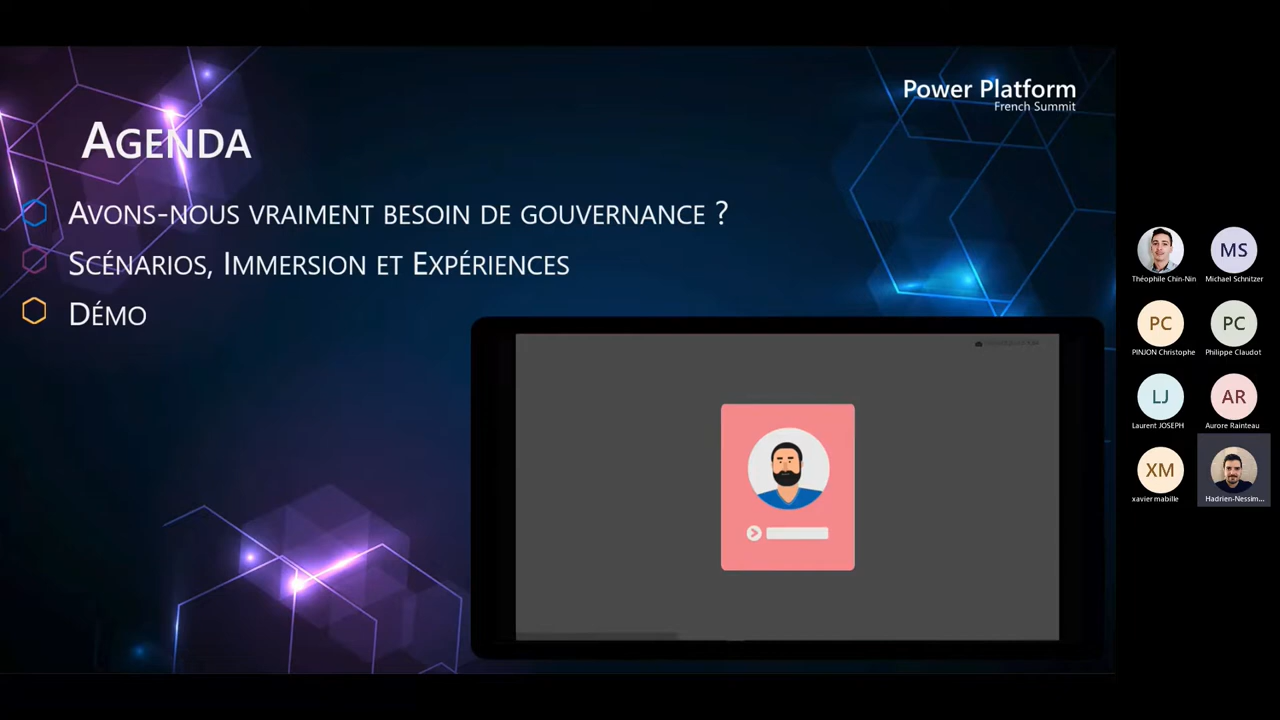 Power Platform
French Summit
AGENDA
AVONS-NOUS VRAIMENT BESOIN DE GOUVERNANCE ?
SCÉNARIOS, IMMERSION ET EXPÉRIENCES
DÉMO
Théophile Chin-Nin
MS
Michael Schnitzer
PC
PINJON Christophe
PC
Philippe Claudot
LJ
Laurent JOSEPH
AR
Aurore Rainteau
XM
xavier mabille
Hadrien-Nessim...